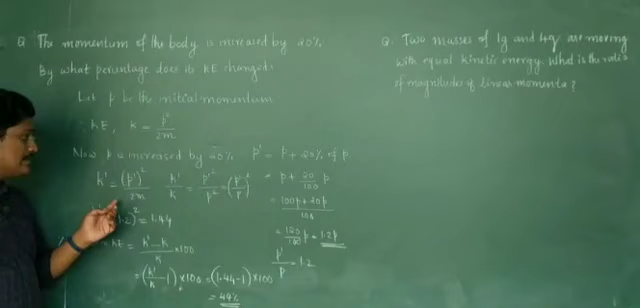 Q The momentum of the body is increased by 20%.
By what percentage does its KE changed.
Let p be the initial momentum
∴ KE, K = p²/2m
Now p is increased by 20% p' = p + 20% of p
= p + 20/100 p
= 100p + 20p / 100
= 120/100 p = 1.2p
p'/p = 1.2
K' = (p')²/2m K'/K = p'²/p² = (p'/p)²
(1.2)² = 1.44
KE = K' - K / K × 100
= (K'/K - 1) × 100 = (1.44 - 1) × 100
= 44%
Q. Two masses of 1g and 4g are moving
with equal kinetic energy. What is the ratio
of magnitudes of linear momenta?